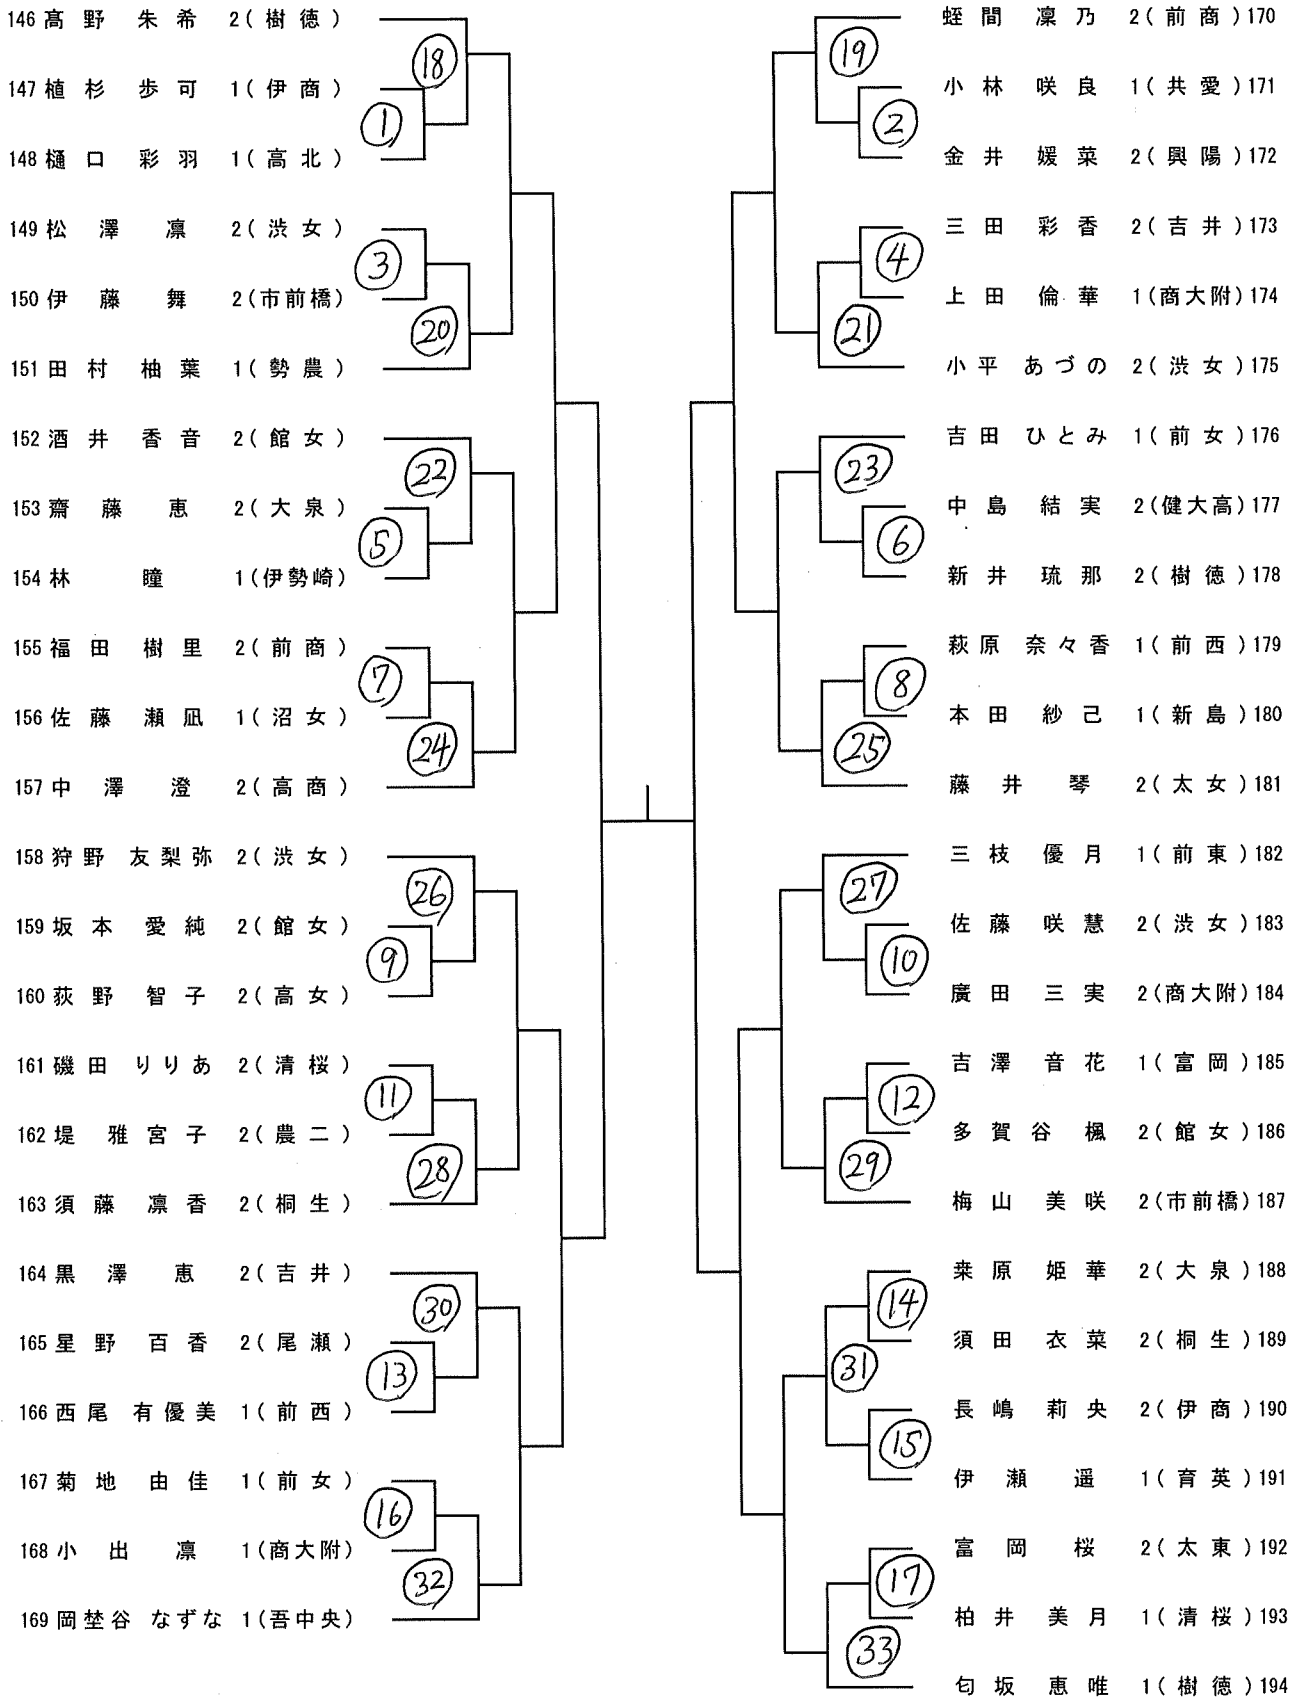 146 髙野 朱希 2(樹徳)
⑱
147 植杉 歩可 1(伊商)
①
148 樋口 彩羽 1(高北)
149 松澤 凛 2(渋女)
③
150 伊藤 舞 2(市前橋)
⑳
151 田村 柚葉 1(勢農)
152 酒井 香音 2(館女)
㉒
153 齋藤 恵 2(大泉)
⑤
154 林 瞳 1(伊勢崎)
155 福田 樹里 2(前商)
⑦
156 佐藤 瀬凪 1(沼女)
㉔
157 中澤 澄 2(高商)
158 狩野 友梨弥 2(渋女)
㉖
159 坂本 愛純 2(館女)
⑨
160 荻野 智子 2(高女)
161 磯田 りりあ 2(清桜)
⑪
162 堤 雅宮子 2(農二)
㉘
163 須藤 凛香 2(桐生)
164 黒澤 恵 2(吉井)
㉚
165 星野 百香 2(尾瀬)
⑬
166 西尾 有優美 1(前西)
167 菊地 由佳 1(前女)
⑯
168 小出 凛 1(商大附)
㉜
169 岡埜谷 なずな 1(吾中央)
蛭間 凜乃 2(前商)170
⑲
小林 咲良 1(共愛)171
②
金井 媛菜 2(興陽)172
三田 彩香 2(吉井)173
④
上田 倫華 1(商大附)174
㉑
小平 あづの 2(渋女)175
吉田 ひとみ 1(前女)176
㉓
中島 結実 2(健大高)177
⑥
新井 琉那 2(樹徳)178
萩原 奈々香 1(前西)179
⑧
本田 紗己 1(新島)180
㉕
藤井 琴 2(太女)181
三枝 優月 1(前東)182
㉗
佐藤 咲慧 2(渋女)183
⑩
廣田 三実 2(商大附)184
吉澤 音花 1(富岡)185
⑫
多賀谷 楓 2(館女)186
㉙
梅山 美咲 2(市前橋)187
桒原 姫華 2(大泉)188
⑭
須田 衣菜 2(桐生)189
㉛
長嶋 莉央 2(伊商)190
⑮
伊瀬 遥 1(育英)191
富岡 桜 2(太東)192
⑰
柏井 美月 1(清桜)193
㉝
匂坂 恵唯 1(樹徳)194